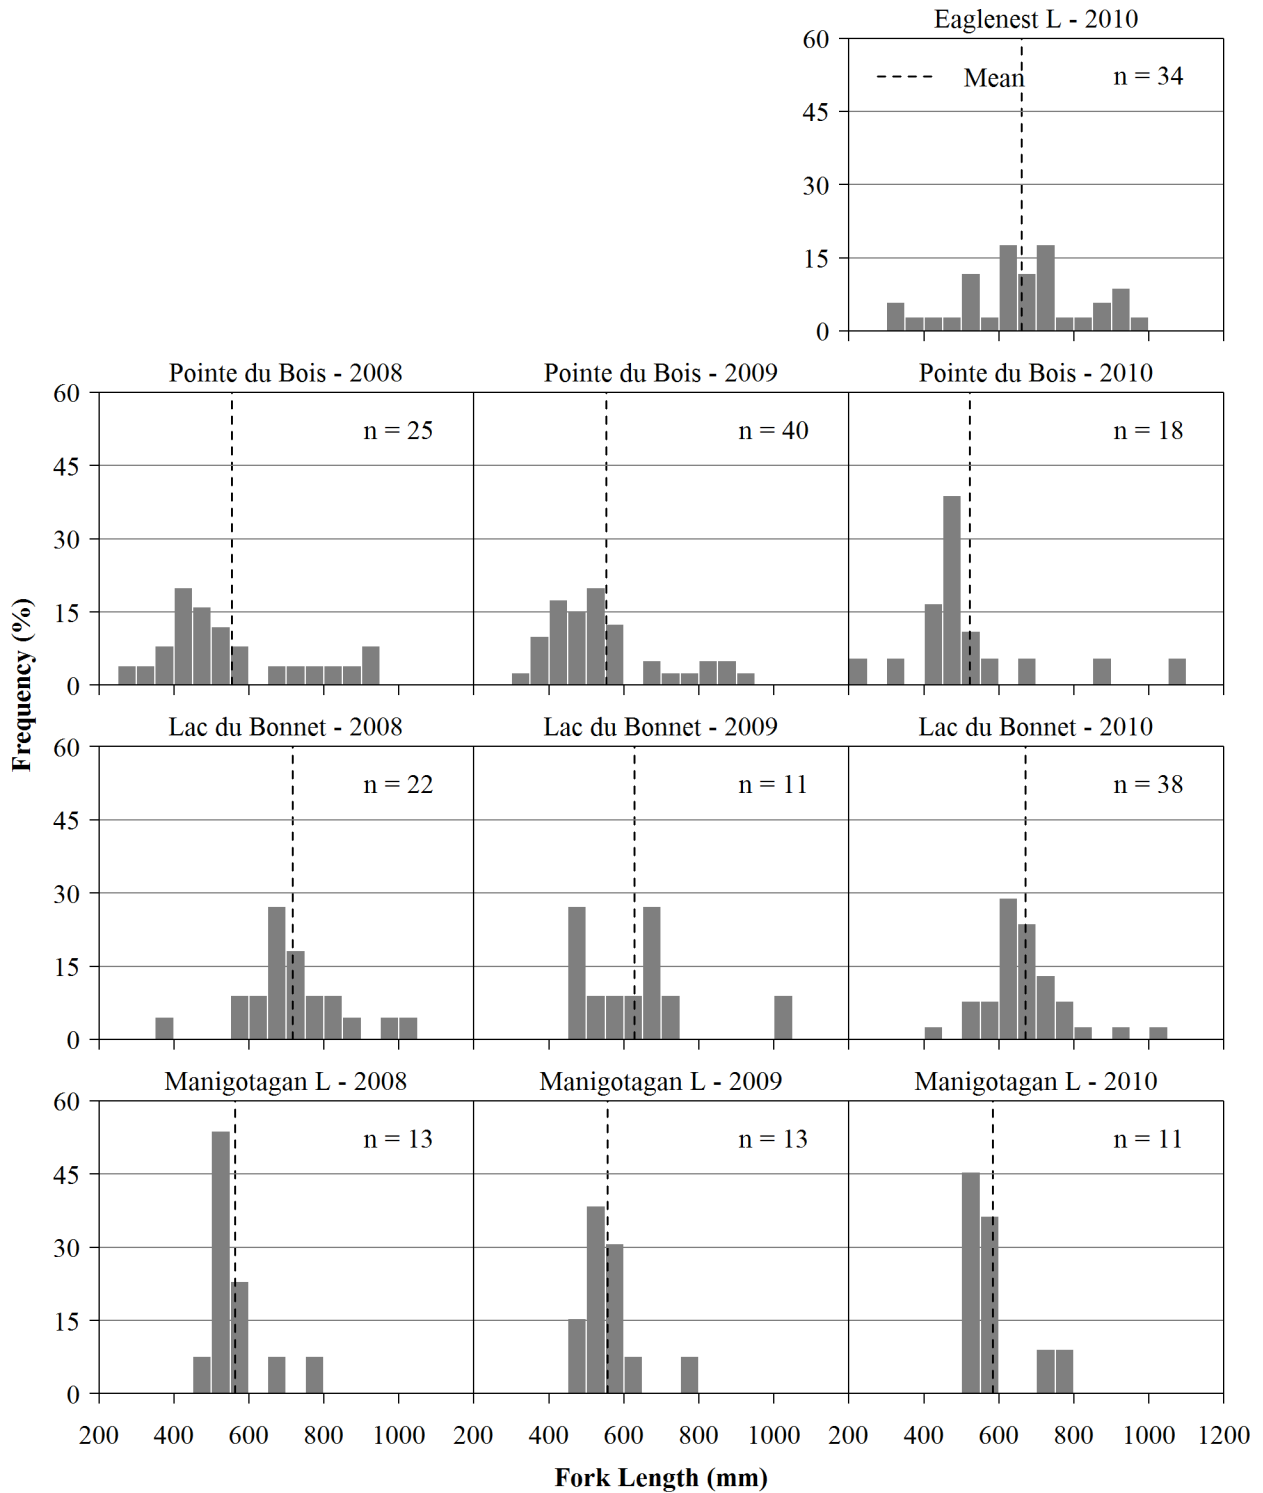 Eaglenest L - 2010
60
Mean
n = 34
45
30
15
0
Pointe du Bois - 2008
Pointe du Bois - 2009
Pointe du Bois - 2010
60
n = 25
n = 40
n = 18
45
30
15
0
Frequency (%)
Lac du Bonnet - 2008
Lac du Bonnet - 2009
Lac du Bonnet - 2010
60
n = 22
n = 11
n = 38
45
30
15
0
Manigotagan L - 2008
Manigotagan L - 2009
Manigotagan L - 2010
60
n = 13
n = 13
n = 11
45
30
15
0
200 400 600 800 1000 200 400 600 800 1000 200 400 600 800 1000 1200
Fork Length (mm)